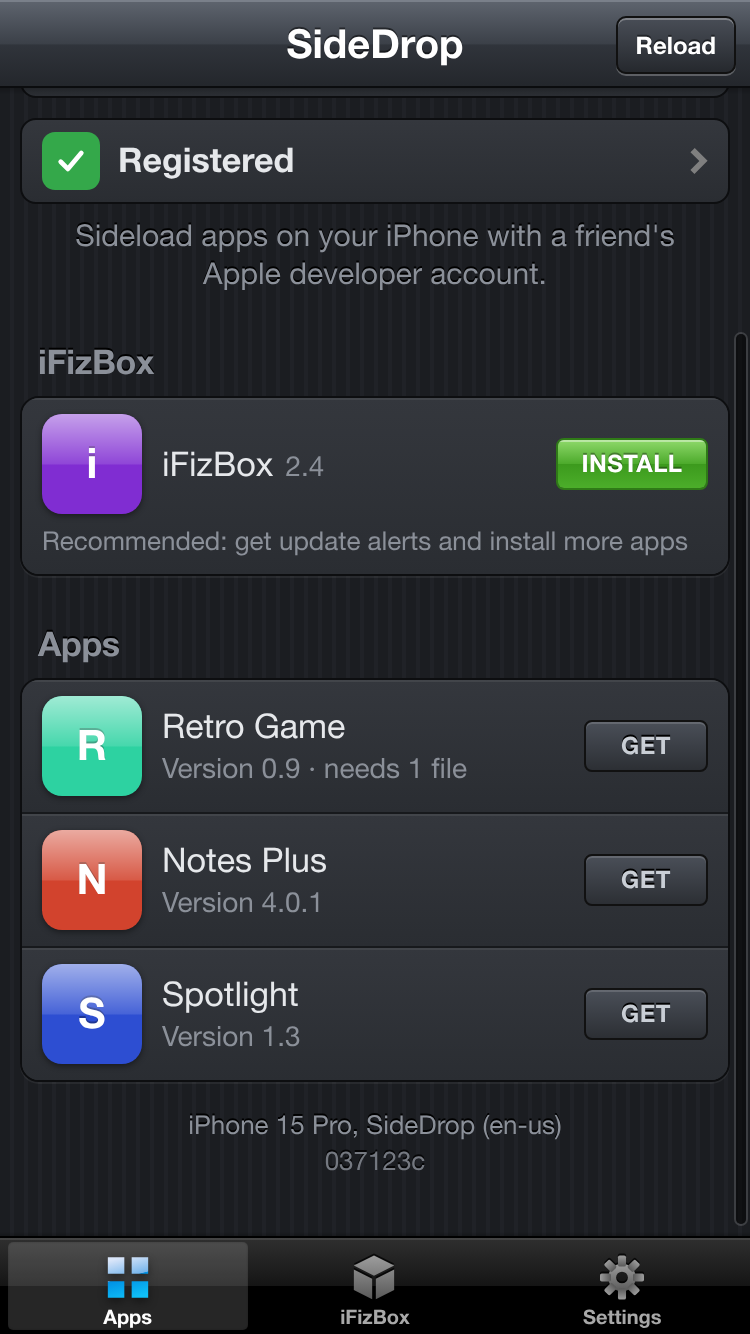 SideDrop
Reload
Registered
Sideload apps on your iPhone with a friend's
Apple developer account.
iFizBox
i
iFizBox 2.4
INSTALL
Recommended: get update alerts and install more apps
Apps
R
Retro Game
Version 0.9 · needs 1 file
GET
N
Notes Plus
Version 4.0.1
GET
S
Spotlight
Version 1.3
GET
iPhone 15 Pro, SideDrop (en-us)
037123c
Apps
iFizBox
Settings